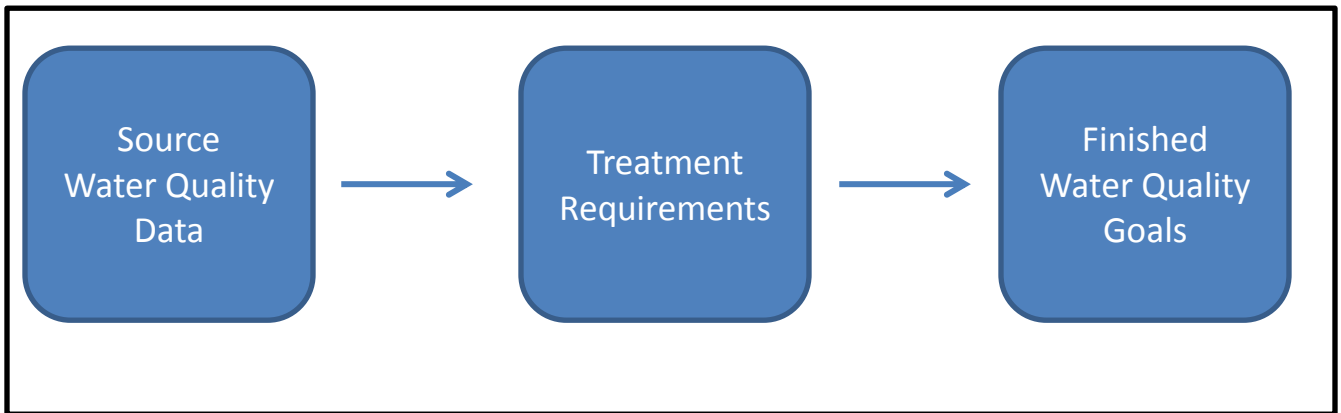 Source
Water Quality
Data
Treatment
Requirements
Finished
Water Quality
Goals